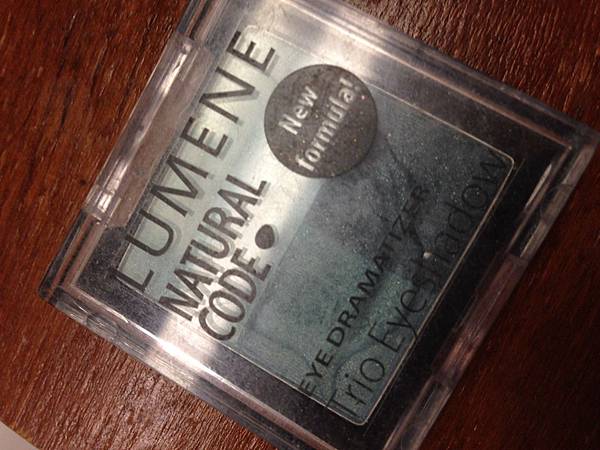 LUMENE
NATURAL
CODE
New
formula!
EYE DRAMATIZER
Trio Eyeshadow